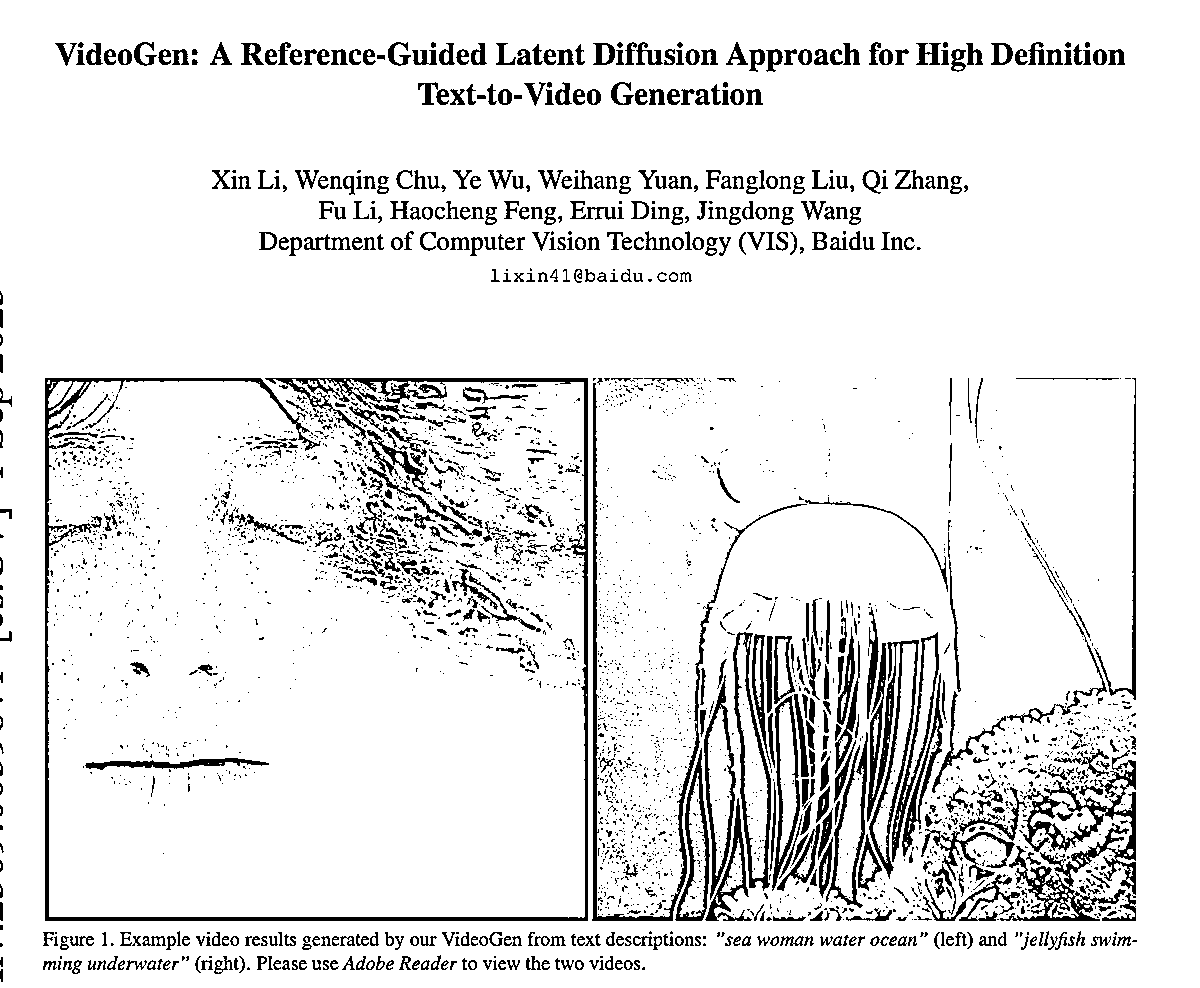 VideoGen: A Reference-Guided Latent Diffusion Approach for High Definition
Text-to-Video Generation
Xin Li, Wenqing Chu, Ye Wu, Weihang Yuan, Fanglong Liu, Qi Zhang,
Fu Li, Haocheng Feng, Errui Ding, Jingdong Wang
Department of Computer Vision Technology (VIS), Baidu Inc.
lixin41@baidu.com
Figure 1. Example video results generated by our VideoGen from text descriptions: "sea woman water ocean" (left) and "jellyfish swim-
ming underwater" (right). Please use Adobe Reader to view the two videos.